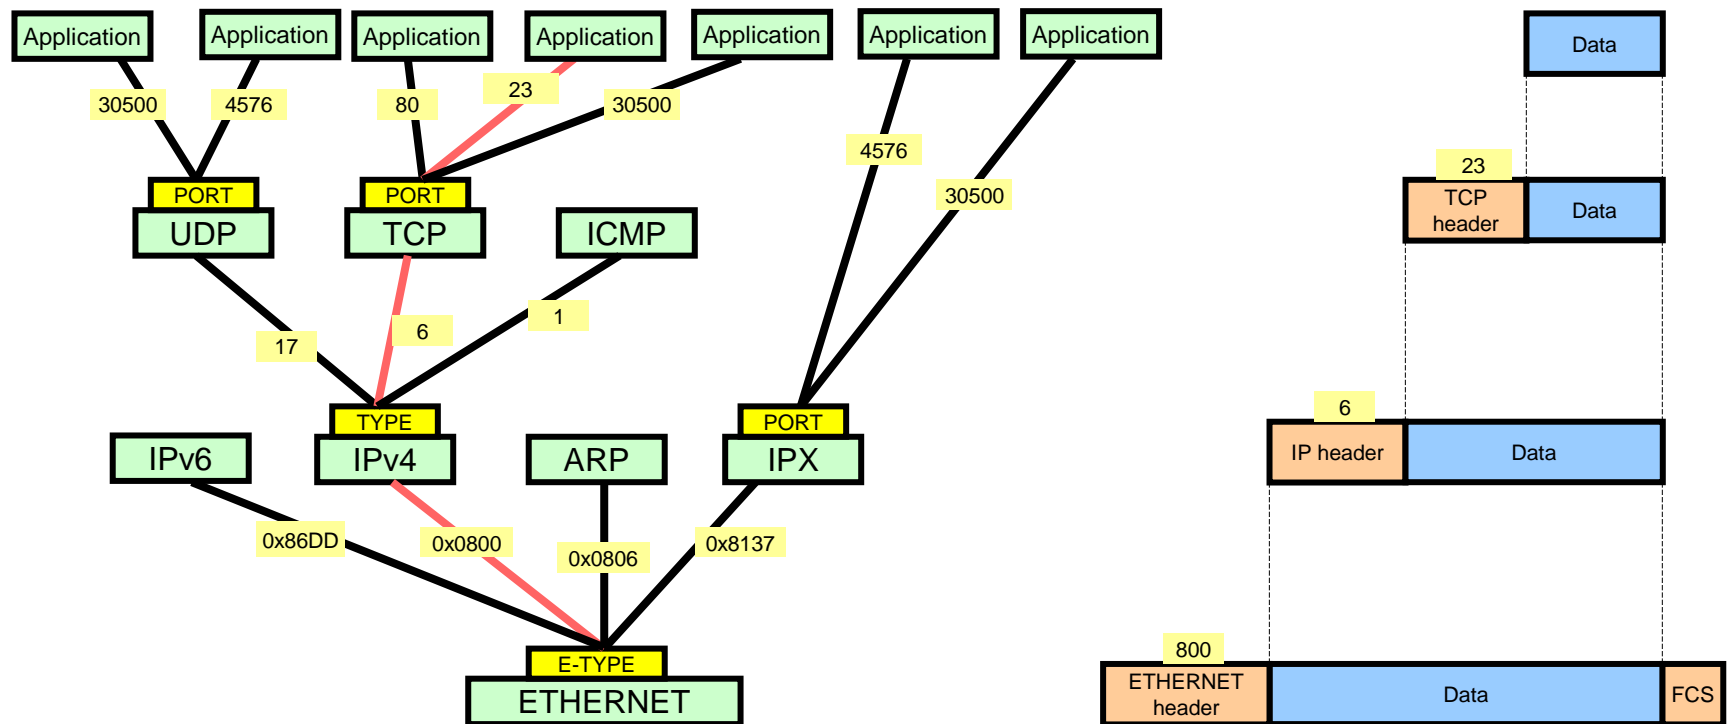 Application
Application
Application
Application
Application
Application
Application
Data
30500
4576
80
23
30500
4576
30500
23
PORT
PORT
UDP
TCP
ICMP
TCP
header
Data
17
6
1
TYPE
PORT
IPv6
IPv4
ARP
IPX
6
IP header
Data
0x86DD
0x0800
0x0806
0x8137
E-TYPE
ETHERNET
800
ETHERNET
header
Data
FCS